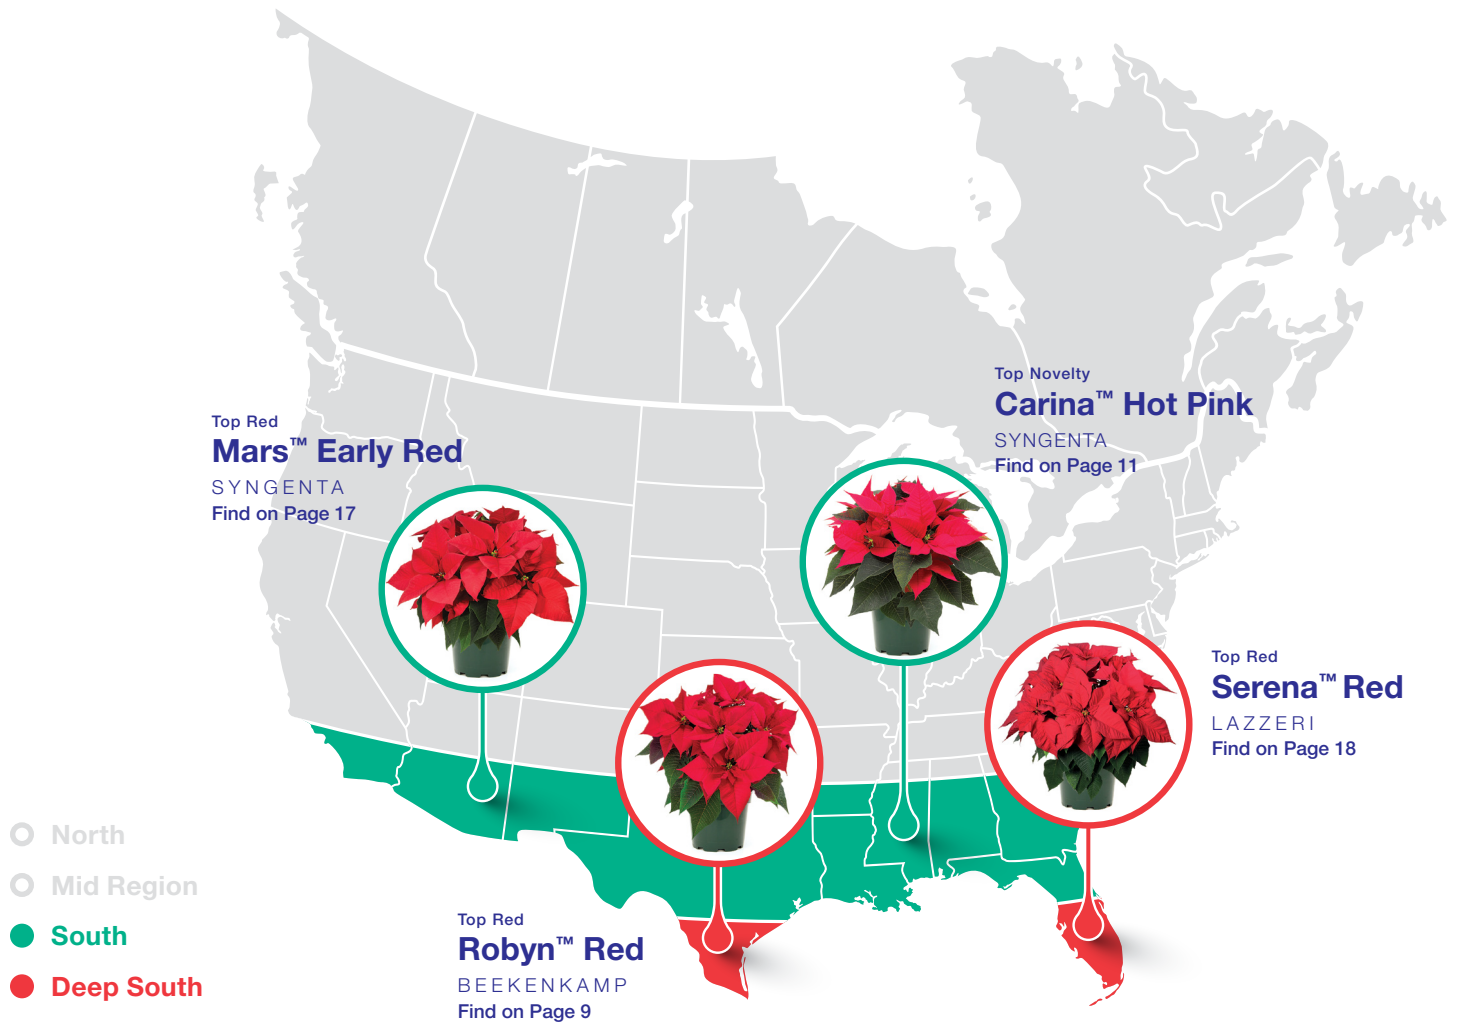 Top Novelty
Carina™ Hot Pink
SYNGENTA
Find on Page 11
Top Red
Mars™ Early Red
SYNGENTA
Find on Page 17
Top Red
Serena™ Red
LAZZERI
Find on Page 18
North
Mid Region
South
Deep South
Top Red
Robyn™ Red
BEEKENKAMP
Find on Page 9